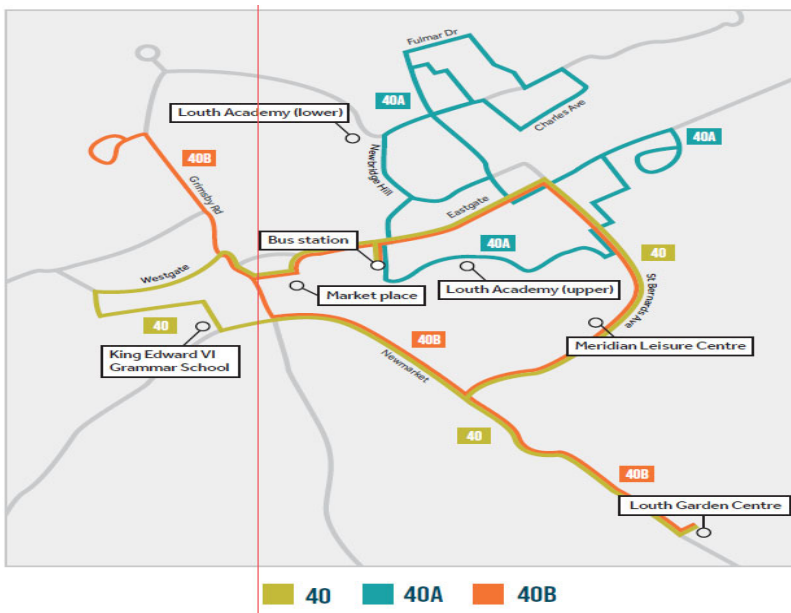 Fulmar Dr
40A
Charles Ave
Louth Academy (lower)
40A
40B
Newbridge Hill
Grimsby Rd
Eastgate
Bus station
40A
40
Westgate
Market place
Louth Academy (upper)
St Bernards Ave
40
40B
King Edward VI
Grammar School
Meridian Leisure Centre
Newmarket
40
40B
Louth Garden Centre
40 40A 40B